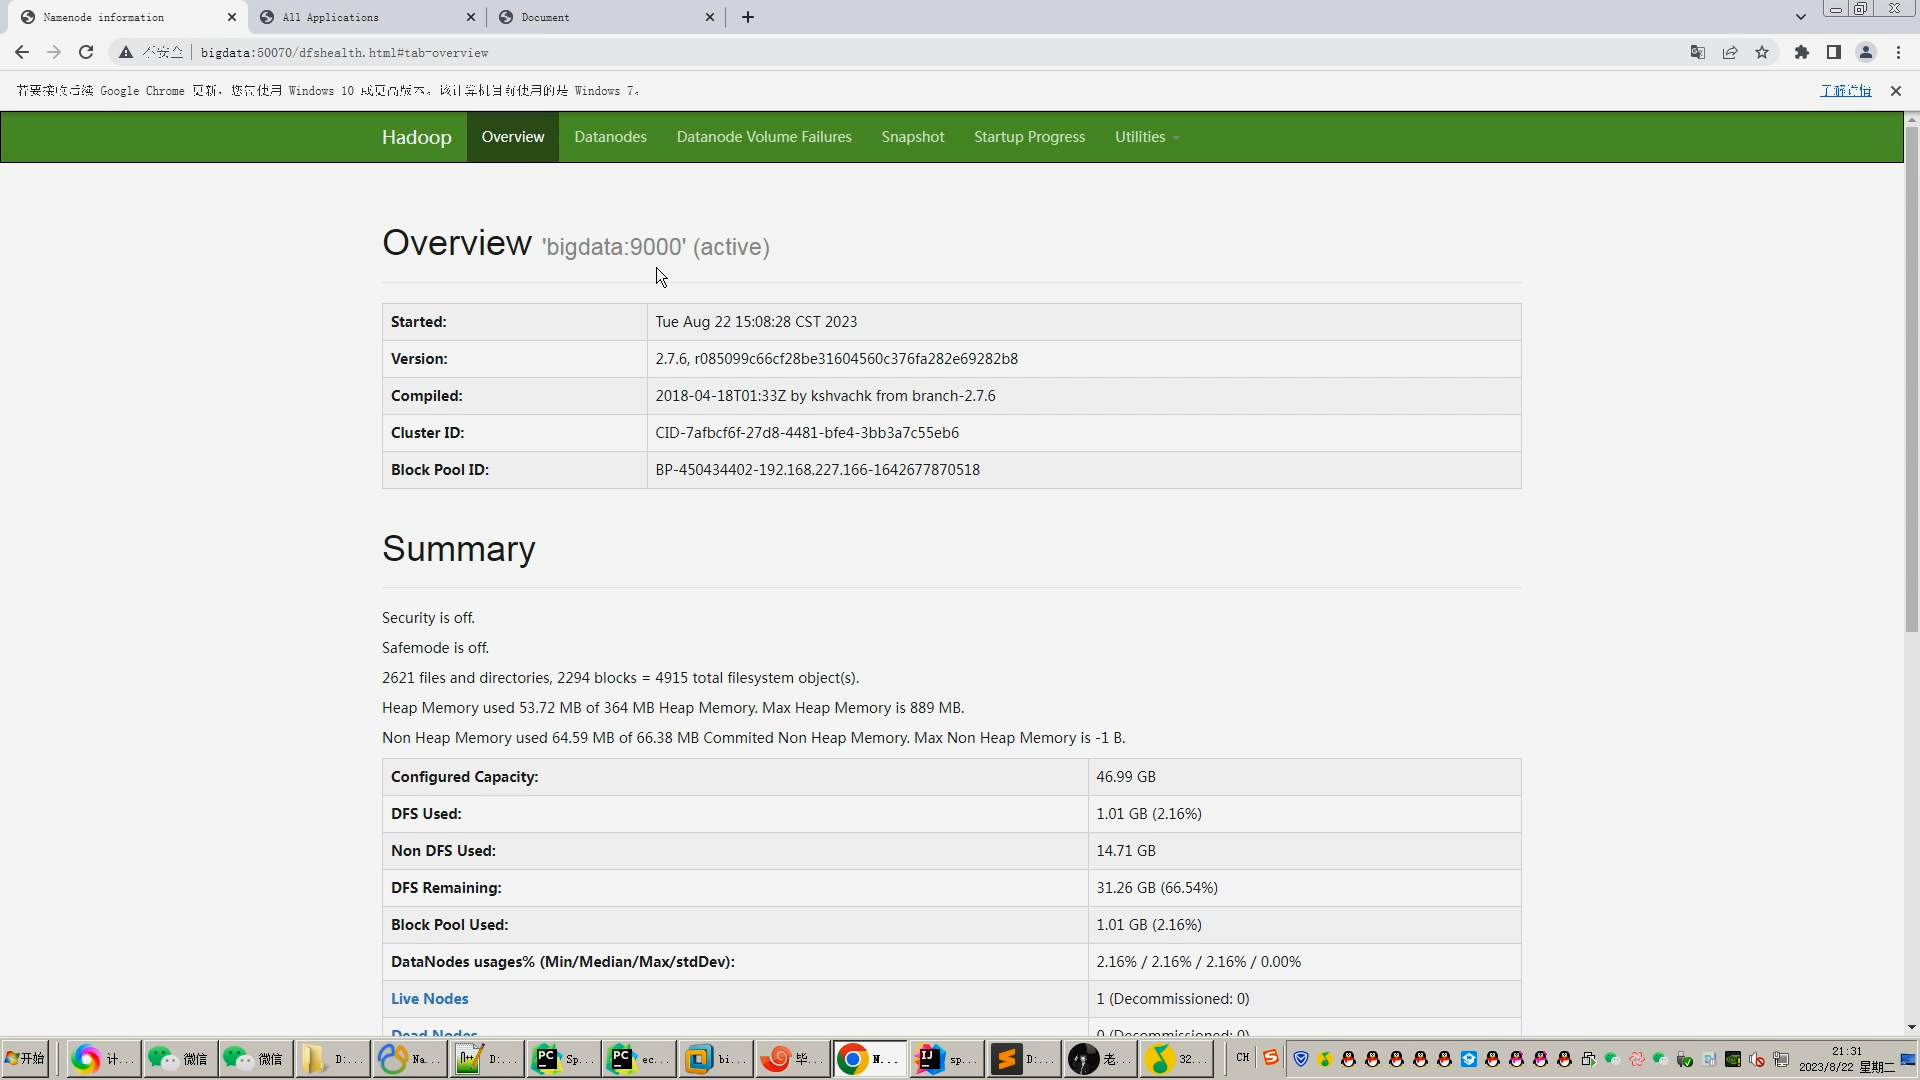 Namenode information
All Applications
Document
不安全
bigdata:50070/dfshealth.html#tab-overview
若要接收后续 Google Chrome 更新，您需使用 Windows 10 或更高版本。该计算机目前使用的是 Windows 7。
了解详情
Hadoop
Overview
Datanodes
Datanode Volume Failures
Snapshot
Startup Progress
Utilities
Overview 'bigdata:9000' (active)
Started: Tue Aug 22 15:08:28 CST 2023
Version: 2.7.6, r085099c66cf28be31604560c376fa282e69282b8
Compiled: 2018-04-18T01:33Z by kshvachk from branch-2.7.6
Cluster ID: CID-7afbcf6f-27d8-4481-bfe4-3bb3a7c55eb6
Block Pool ID: BP-450434402-192.168.227.166-1642677870518
Summary
Security is off.
Safemode is off.
2621 files and directories, 2294 blocks = 4915 total filesystem object(s).
Heap Memory used 53.72 MB of 364 MB Heap Memory. Max Heap Memory is 889 MB.
Non Heap Memory used 64.59 MB of 66.38 MB Commited Non Heap Memory. Max Non Heap Memory is -1 B.
Configured Capacity: 46.99 GB
DFS Used: 1.01 GB (2.16%)
Non DFS Used: 14.71 GB
DFS Remaining: 31.26 GB (66.54%)
Block Pool Used: 1.01 GB (2.16%)
DataNodes usages% (Min/Median/Max/stdDev): 2.16% / 2.16% / 2.16% / 0.00%
Live Nodes 1 (Decommissioned: 0)
Dead Nodes 0 (Decommissioned: 0)
开始
计...
微信
微信
D:...
Na...
D:...
PC Sp...
PC ec...
bi...
毕...
N...
IJ sp...
D:...
老...
32...
CH
21:31
2023/8/22 星期二